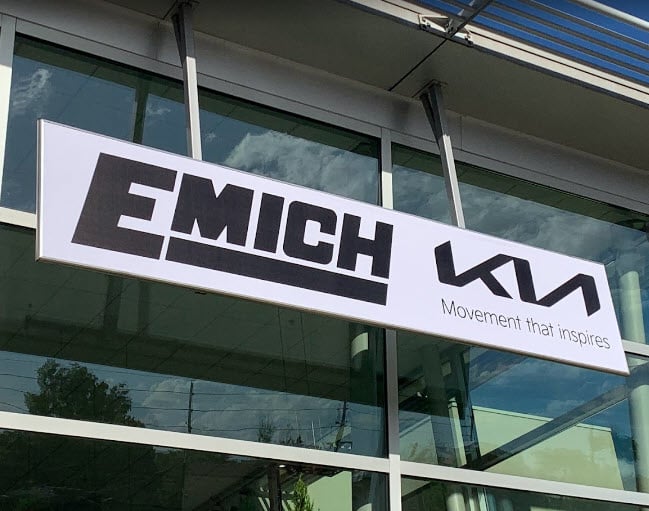 EMICH KIA
Movement that inspires